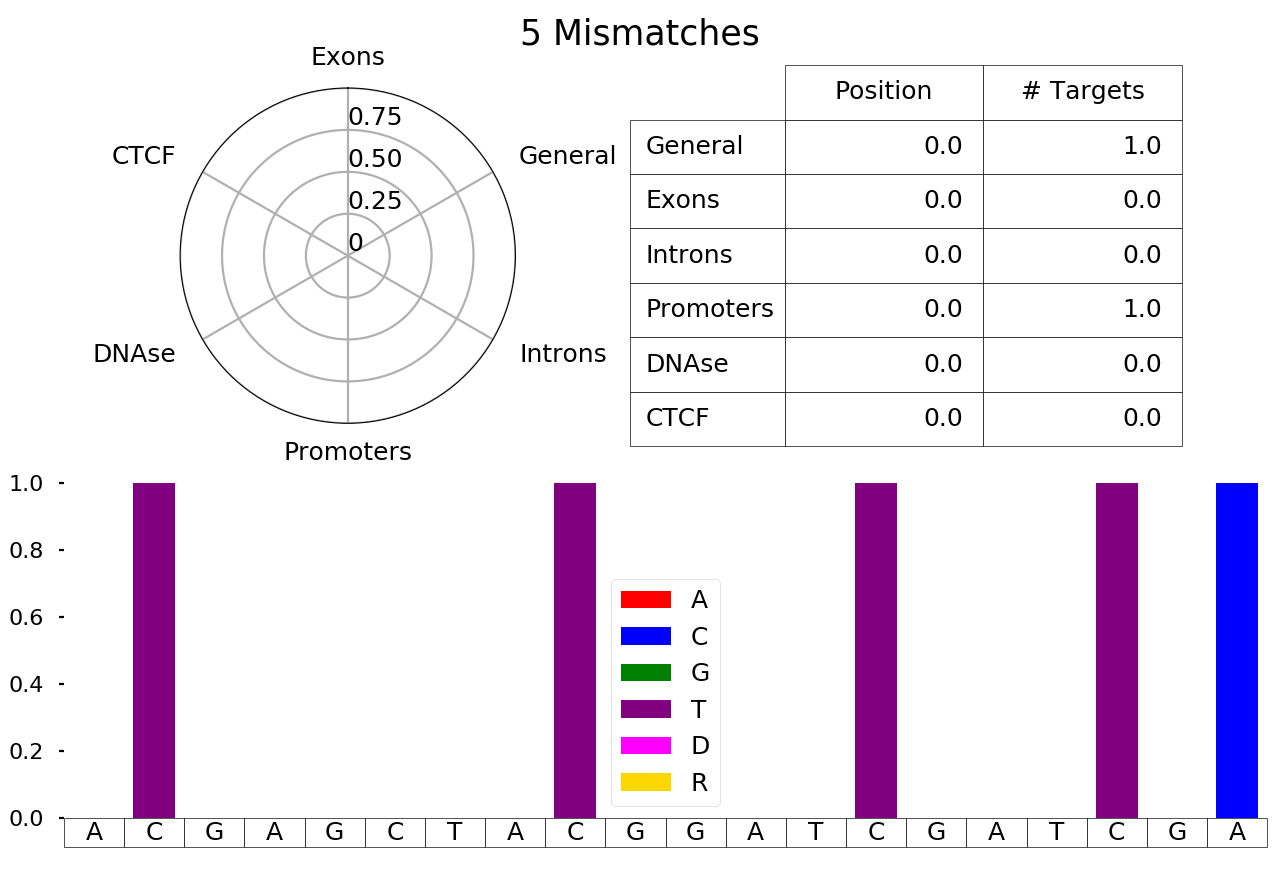 5 Mismatches
Exons
CTCF
General
DNAse
Introns
Promoters
0.75
0.50
0.25
0
Position # Targets
General 0.0 1.0
Exons 0.0 0.0
Introns 0.0 0.0
Promoters 0.0 1.0
DNAse 0.0 0.0
CTCF 0.0 0.0
1.0
0.8
0.6
0.4
0.2
0.0
A
C
G
T
D
R
A C G A G C T A C G G A T C G A T C G A